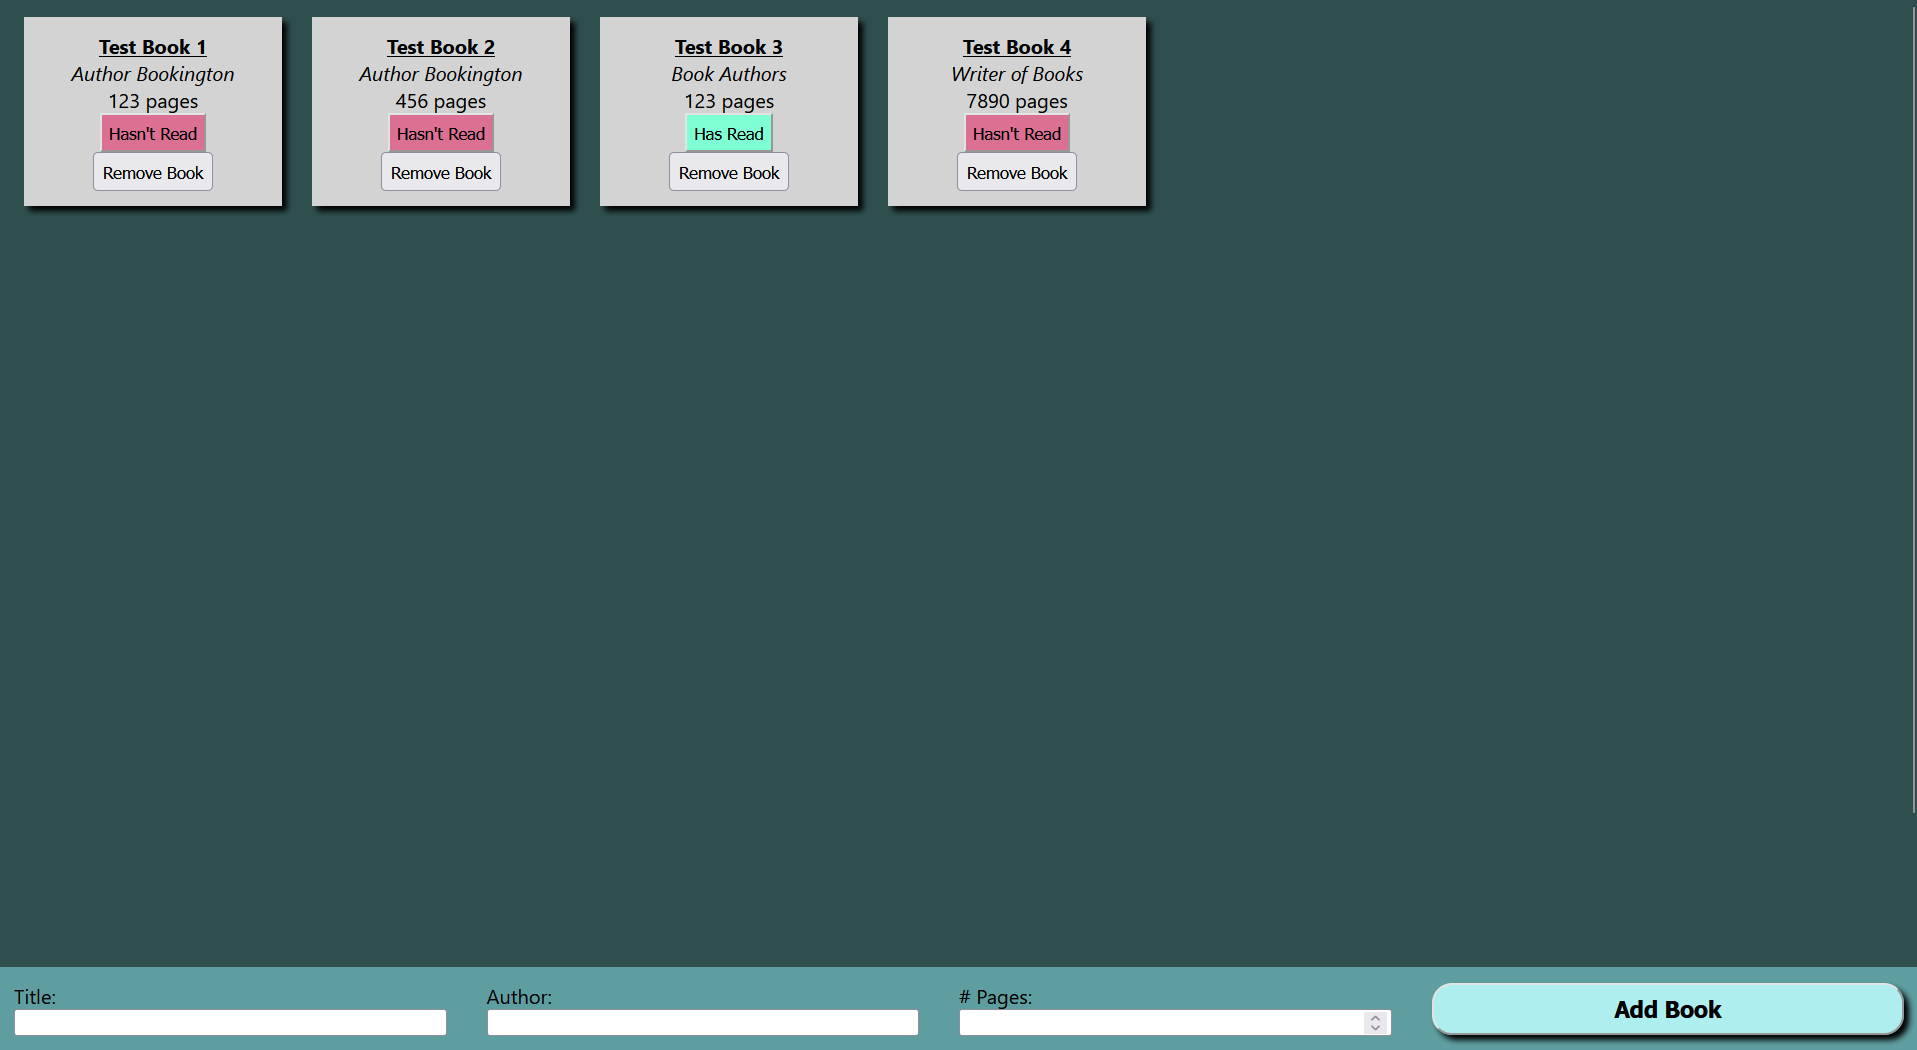 Test Book 1
Author Bookington
123 pages
Hasn't Read
Remove Book
Test Book 2
Author Bookington
456 pages
Hasn't Read
Remove Book
Test Book 3
Book Authors
123 pages
Has Read
Remove Book
Test Book 4
Writer of Books
7890 pages
Hasn't Read
Remove Book
Title:
Author:
# Pages:
Add Book